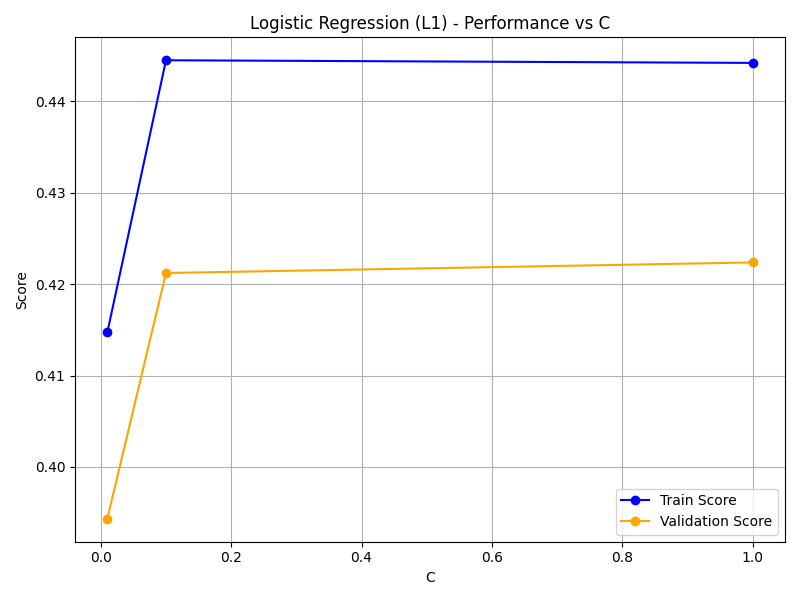 Logistic Regression (L1) - Performance vs C
0.44
0.43
0.42
0.41
0.40
Score
0.0 0.2 0.4 0.6 0.8 1.0
C
Train Score
Validation Score